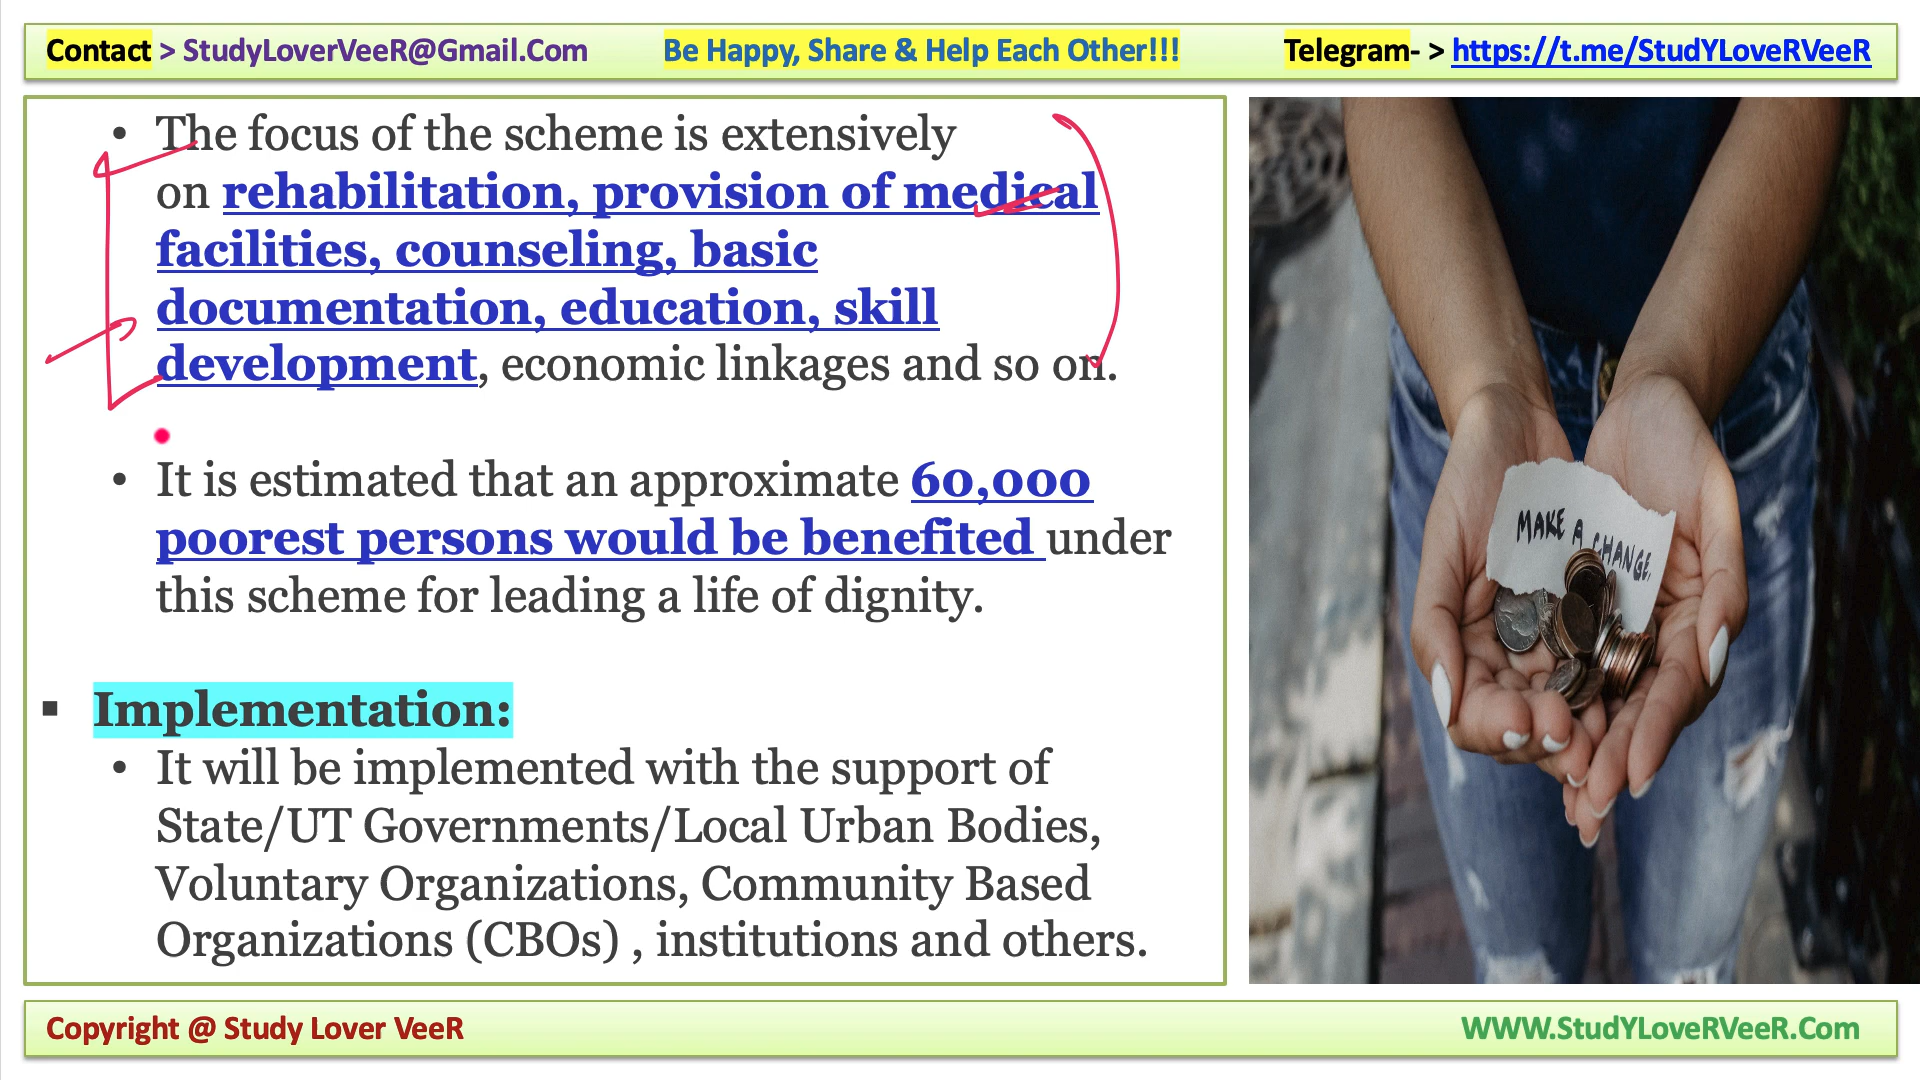 Contact > StudyLoverVeeR@Gmail.Com Be Happy, Share & Help Each Other!!! Telegram- > https://t.me/StudYLoveRVeeR
• The focus of the scheme is extensively
on rehabilitation, provision of medical
facilities, counseling, basic
documentation, education, skill
development, economic linkages and so on.
• It is estimated that an approximate 60,000
poorest persons would be benefited under
this scheme for leading a life of dignity.
▪ Implementation:
• It will be implemented with the support of
State/UT Governments/Local Urban Bodies,
Voluntary Organizations, Community Based
Organizations (CBOs) , institutions and others.
MAKE A CHANGE.
Copyright @ Study Lover VeeR WWW.StudYLoveRVeeR.Com